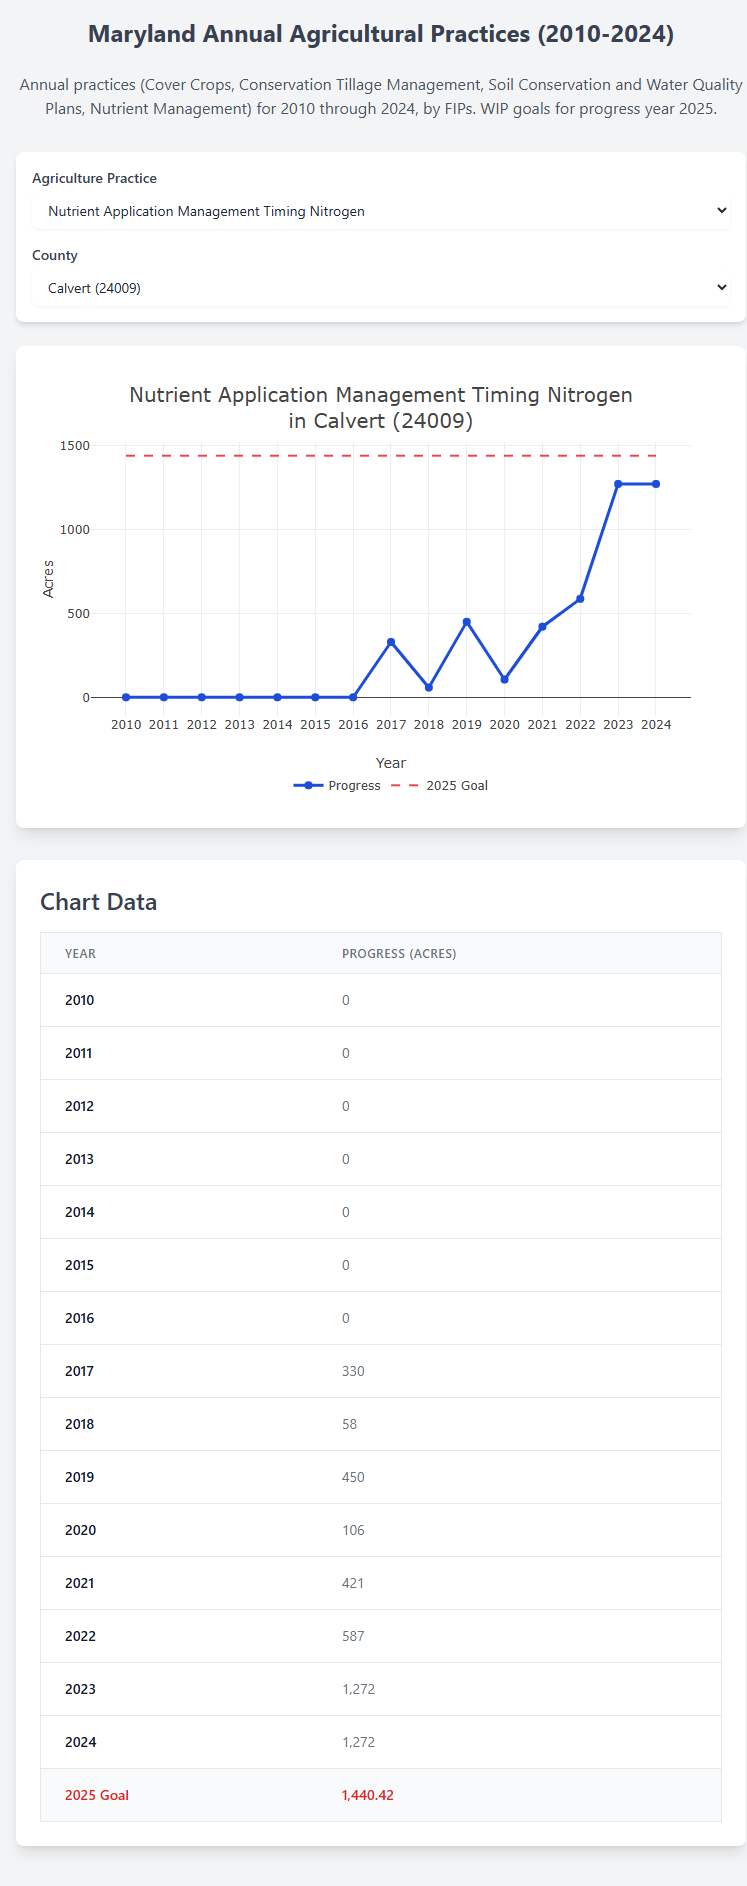 Maryland Annual Agricultural Practices (2010-2024)
Annual practices (Cover Crops, Conservation Tillage Management, Soil Conservation and Water Quality
Plans, Nutrient Management) for 2010 through 2024, by FIPs. WIP goals for progress year 2025.
Agriculture Practice
Nutrient Application Management Timing Nitrogen
County
Calvert (24009)
Nutrient Application Management Timing Nitrogen
in Calvert (24009)
1500
1000
500
0
Acres
2010 2011 2012 2013 2014 2015 2016 2017 2018 2019 2020 2021 2022 2023 2024
Year
Progress 2025 Goal
Chart Data
YEAR PROGRESS (ACRES)
2010 0
2011 0
2012 0
2013 0
2014 0
2015 0
2016 0
2017 330
2018 58
2019 450
2020 106
2021 421
2022 587
2023 1,272
2024 1,272
2025 Goal 1,440.42